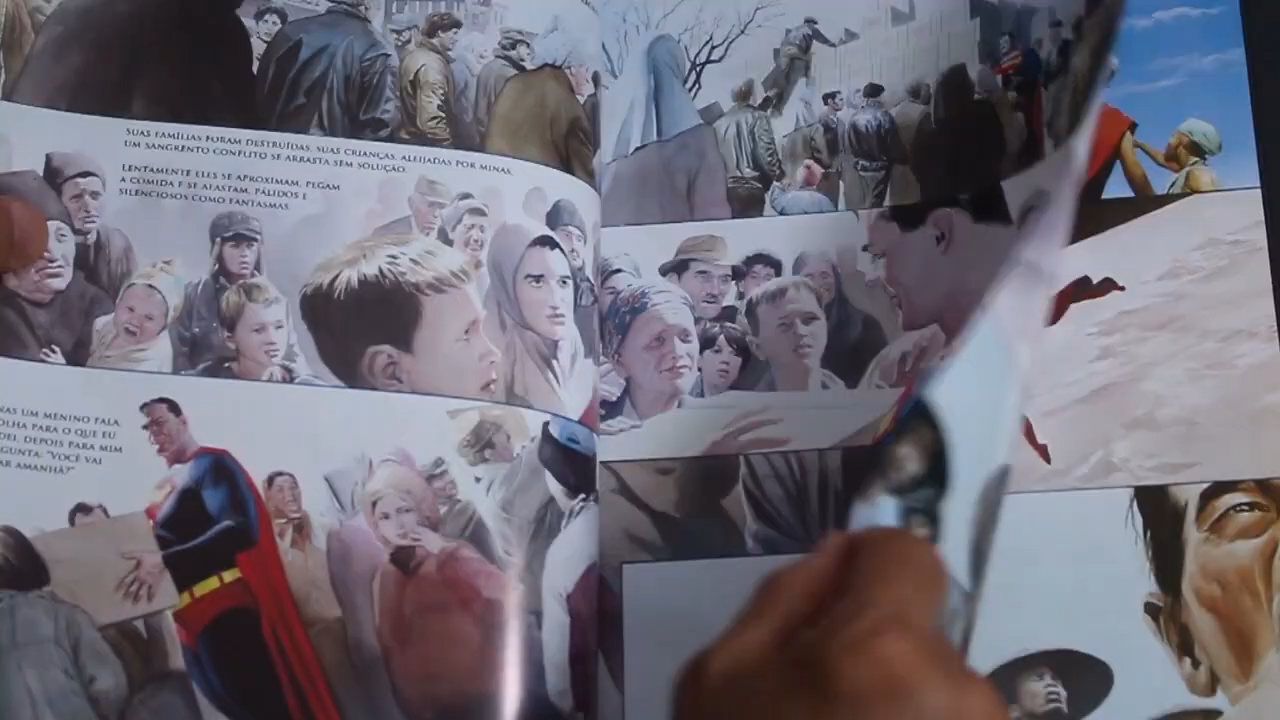 SUAS FAMÍLIAS FORAM DESTRUÍDAS, SUAS CRIANÇAS, ALEIJADAS POR MINAS.
UM SANGRENTO CONFLITO SE ARRASTA SEM SOLUÇÃO.
LENTAMENTE ELES SE APROXIMAM, PEGAM
A COMIDA E SE AFASTAM, PÁLIDOS E
SILENCIOSOS COMO FANTASMAS.
UM MENINO FALA.
OLHA PARA O QUE EU
DEI, DEPOIS PARA MIM
"VOCÊ VAI
AMANHÃ?"